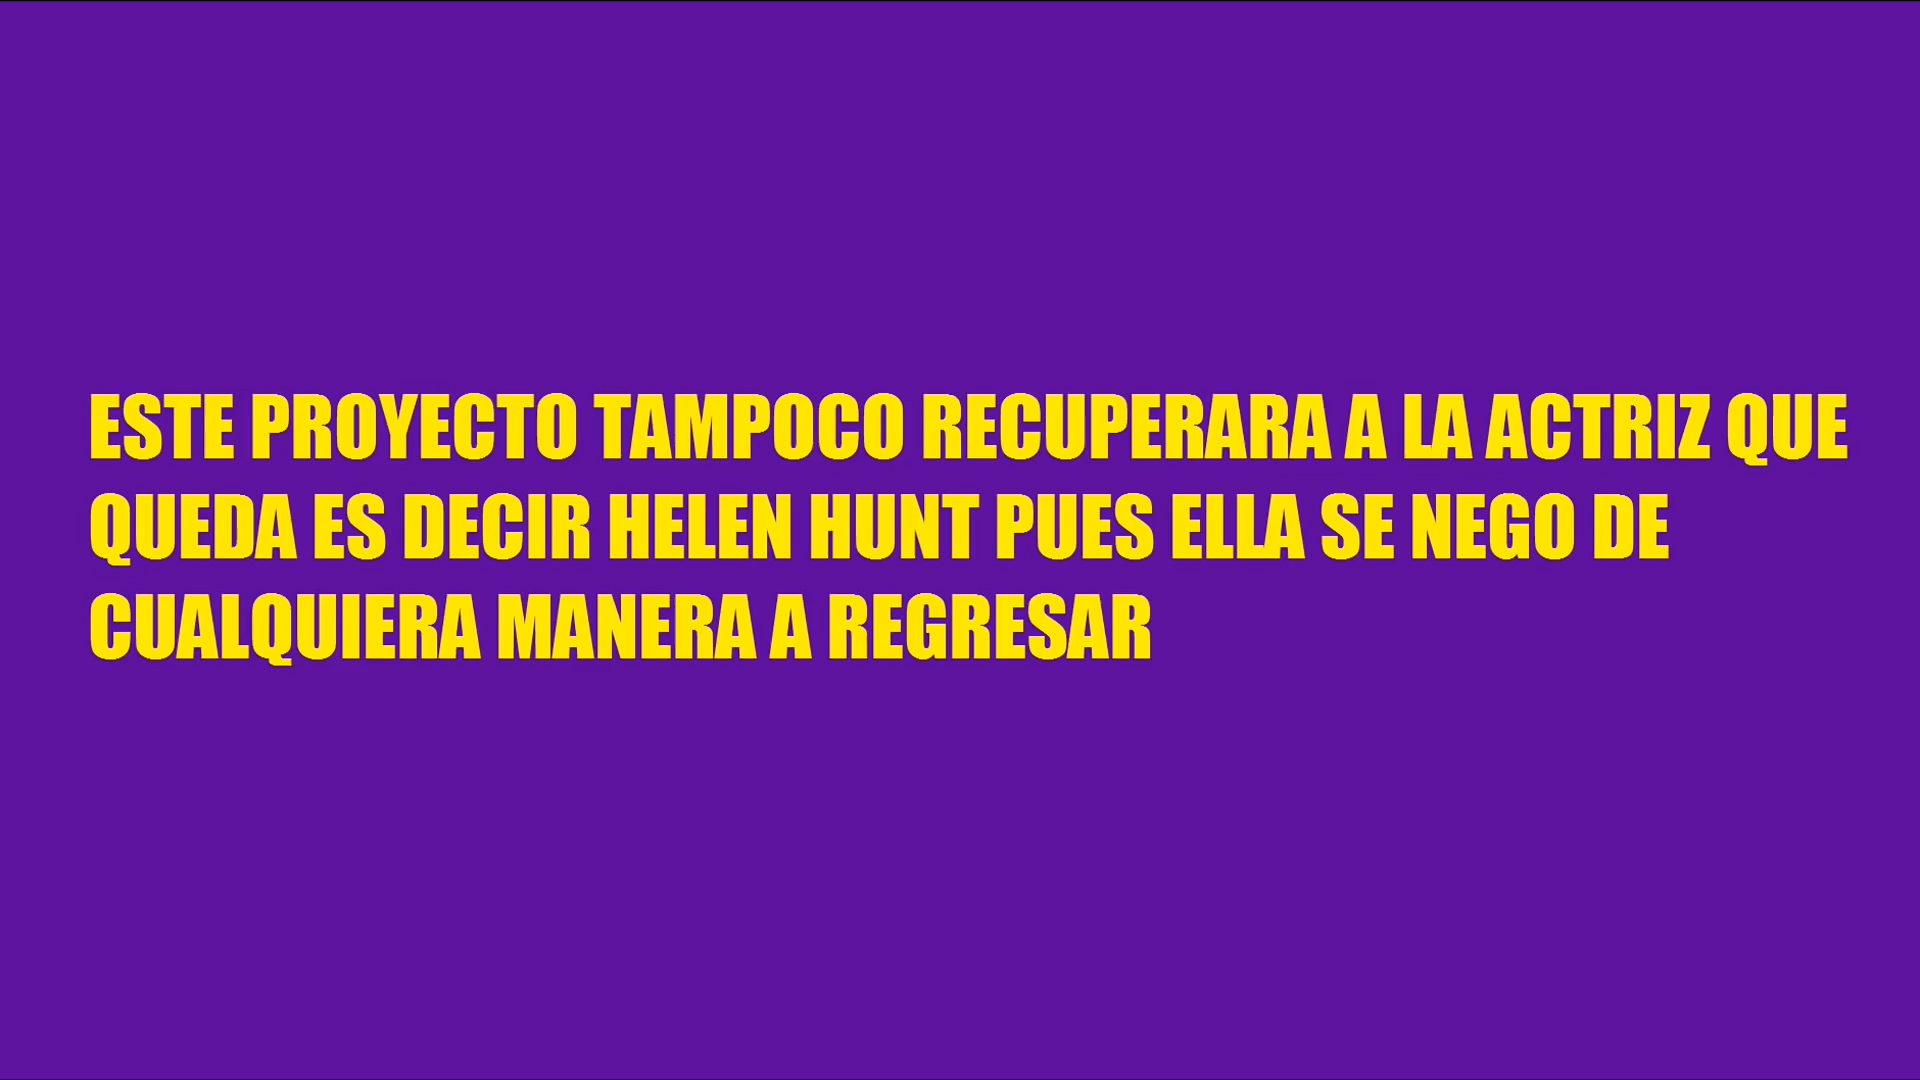 ESTE PROYECTO TAMPOCO RECUPERARA A LA ACTRIZ QUE
QUEDA ES DECIR HELEN HUNT PUES ELLA SE NEGO DE
CUALQUIERA MANERA A REGRESAR